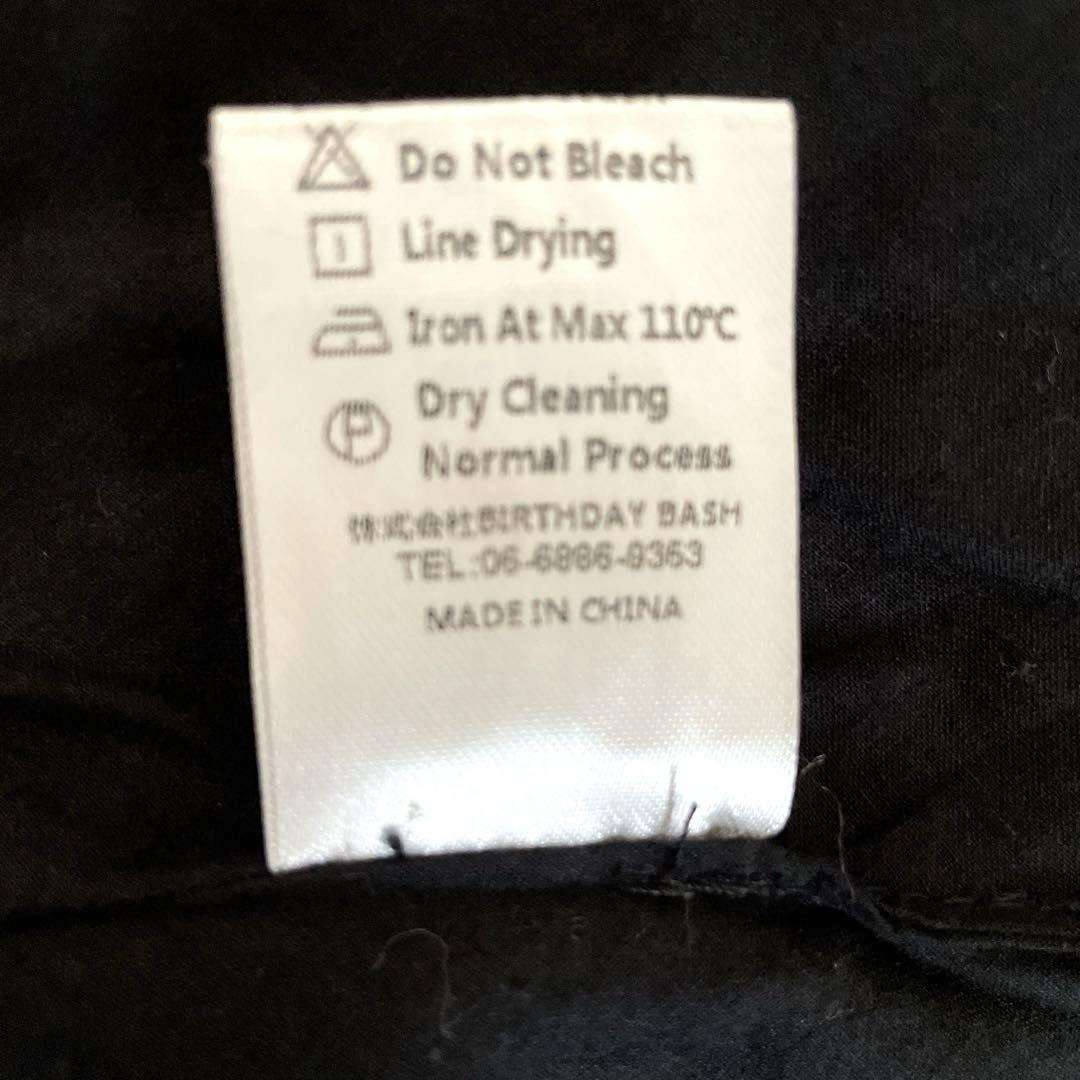 Do Not Bleach
Line Drying
Iron At Max 110℃
P Dry Cleaning
Normal Process
株式会社BIRTHDAY BASH
TEL:06-6886-9363
MADE IN CHINA